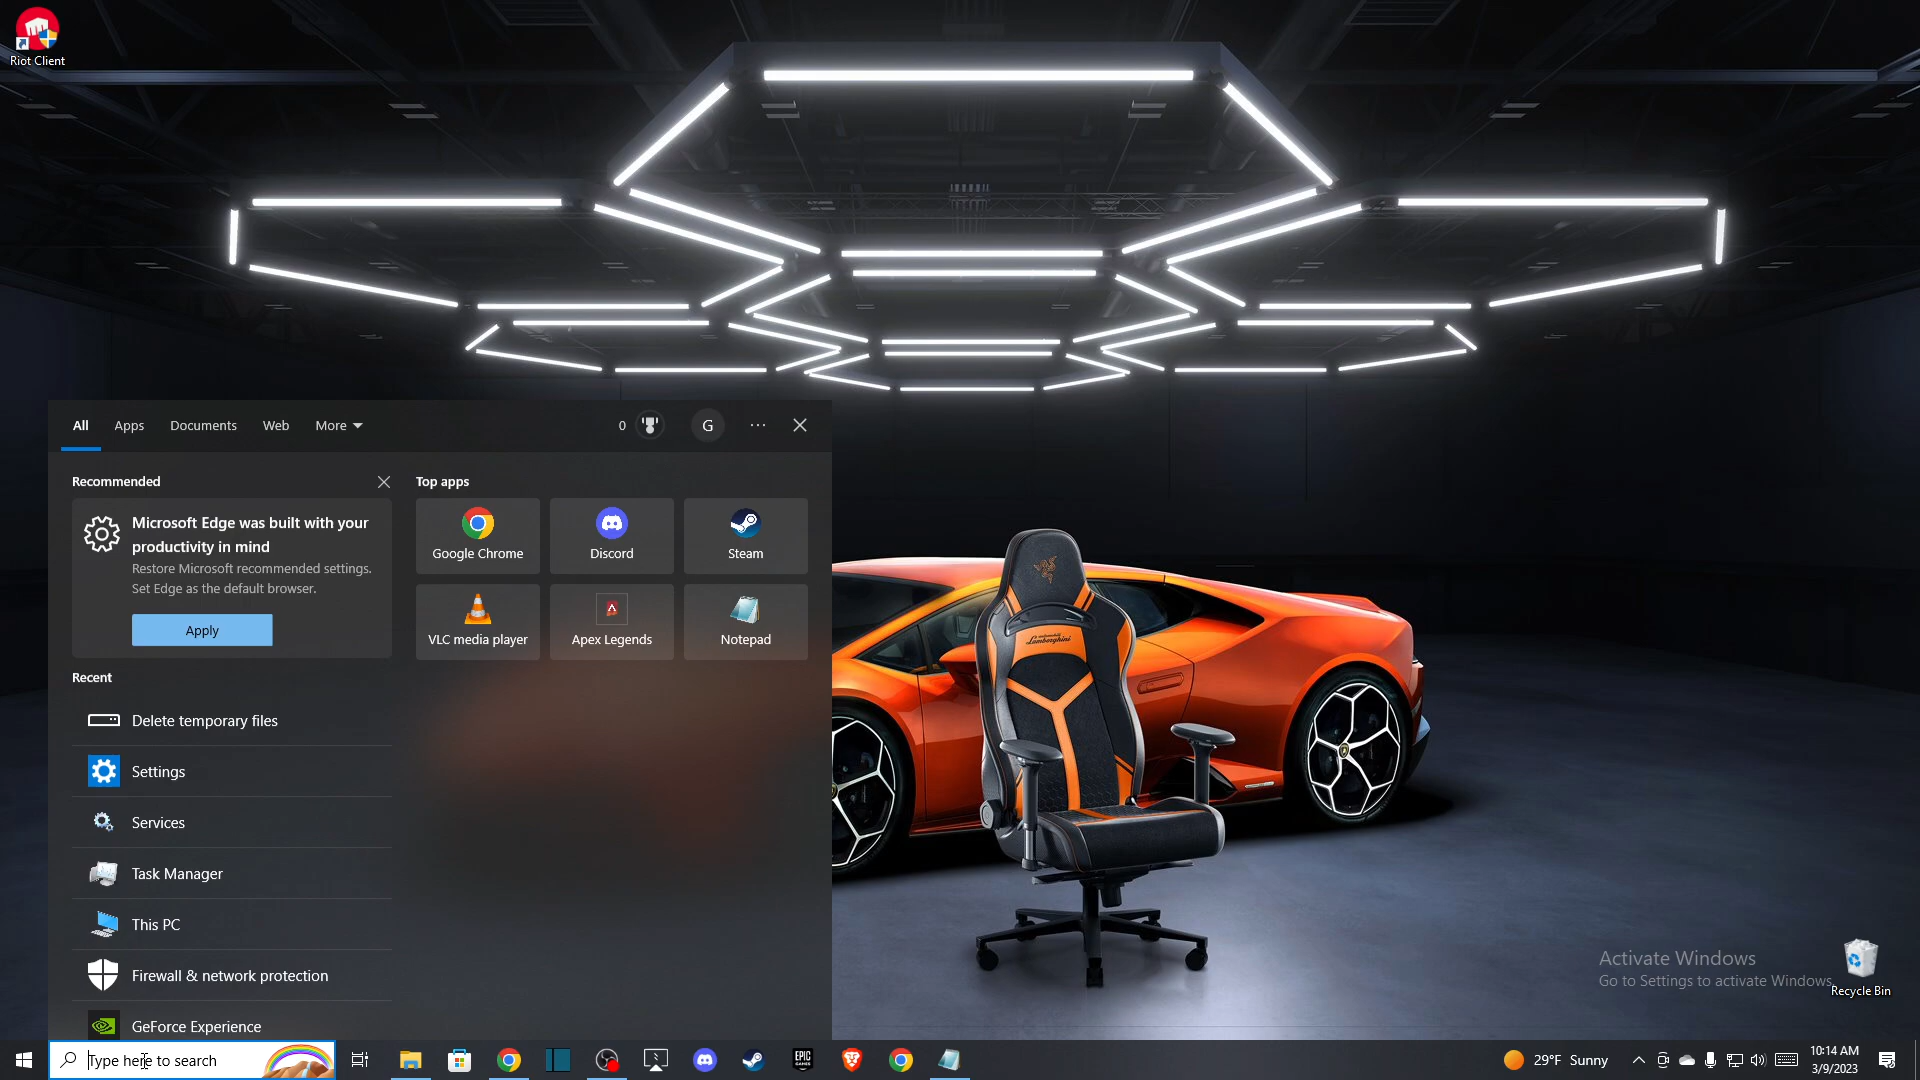 Riot Client
All
Apps
Documents
Web
More
0
G
Recommended
Microsoft Edge was built with your
productivity in mind
Restore Microsoft recommended settings.
Set Edge as the default browser.
Apply
Top apps
Google Chrome
Discord
Steam
VLC media player
Apex Legends
Notepad
Recent
Delete temporary files
Settings
Services
Task Manager
This PC
Firewall & network protection
GeForce Experience
Lamborghini
Activate Windows
Go to Settings to activate Windows.
Recycle Bin
Type here to search
EPIC
GAMES
29°F Sunny
10:14 AM
3/9/2023